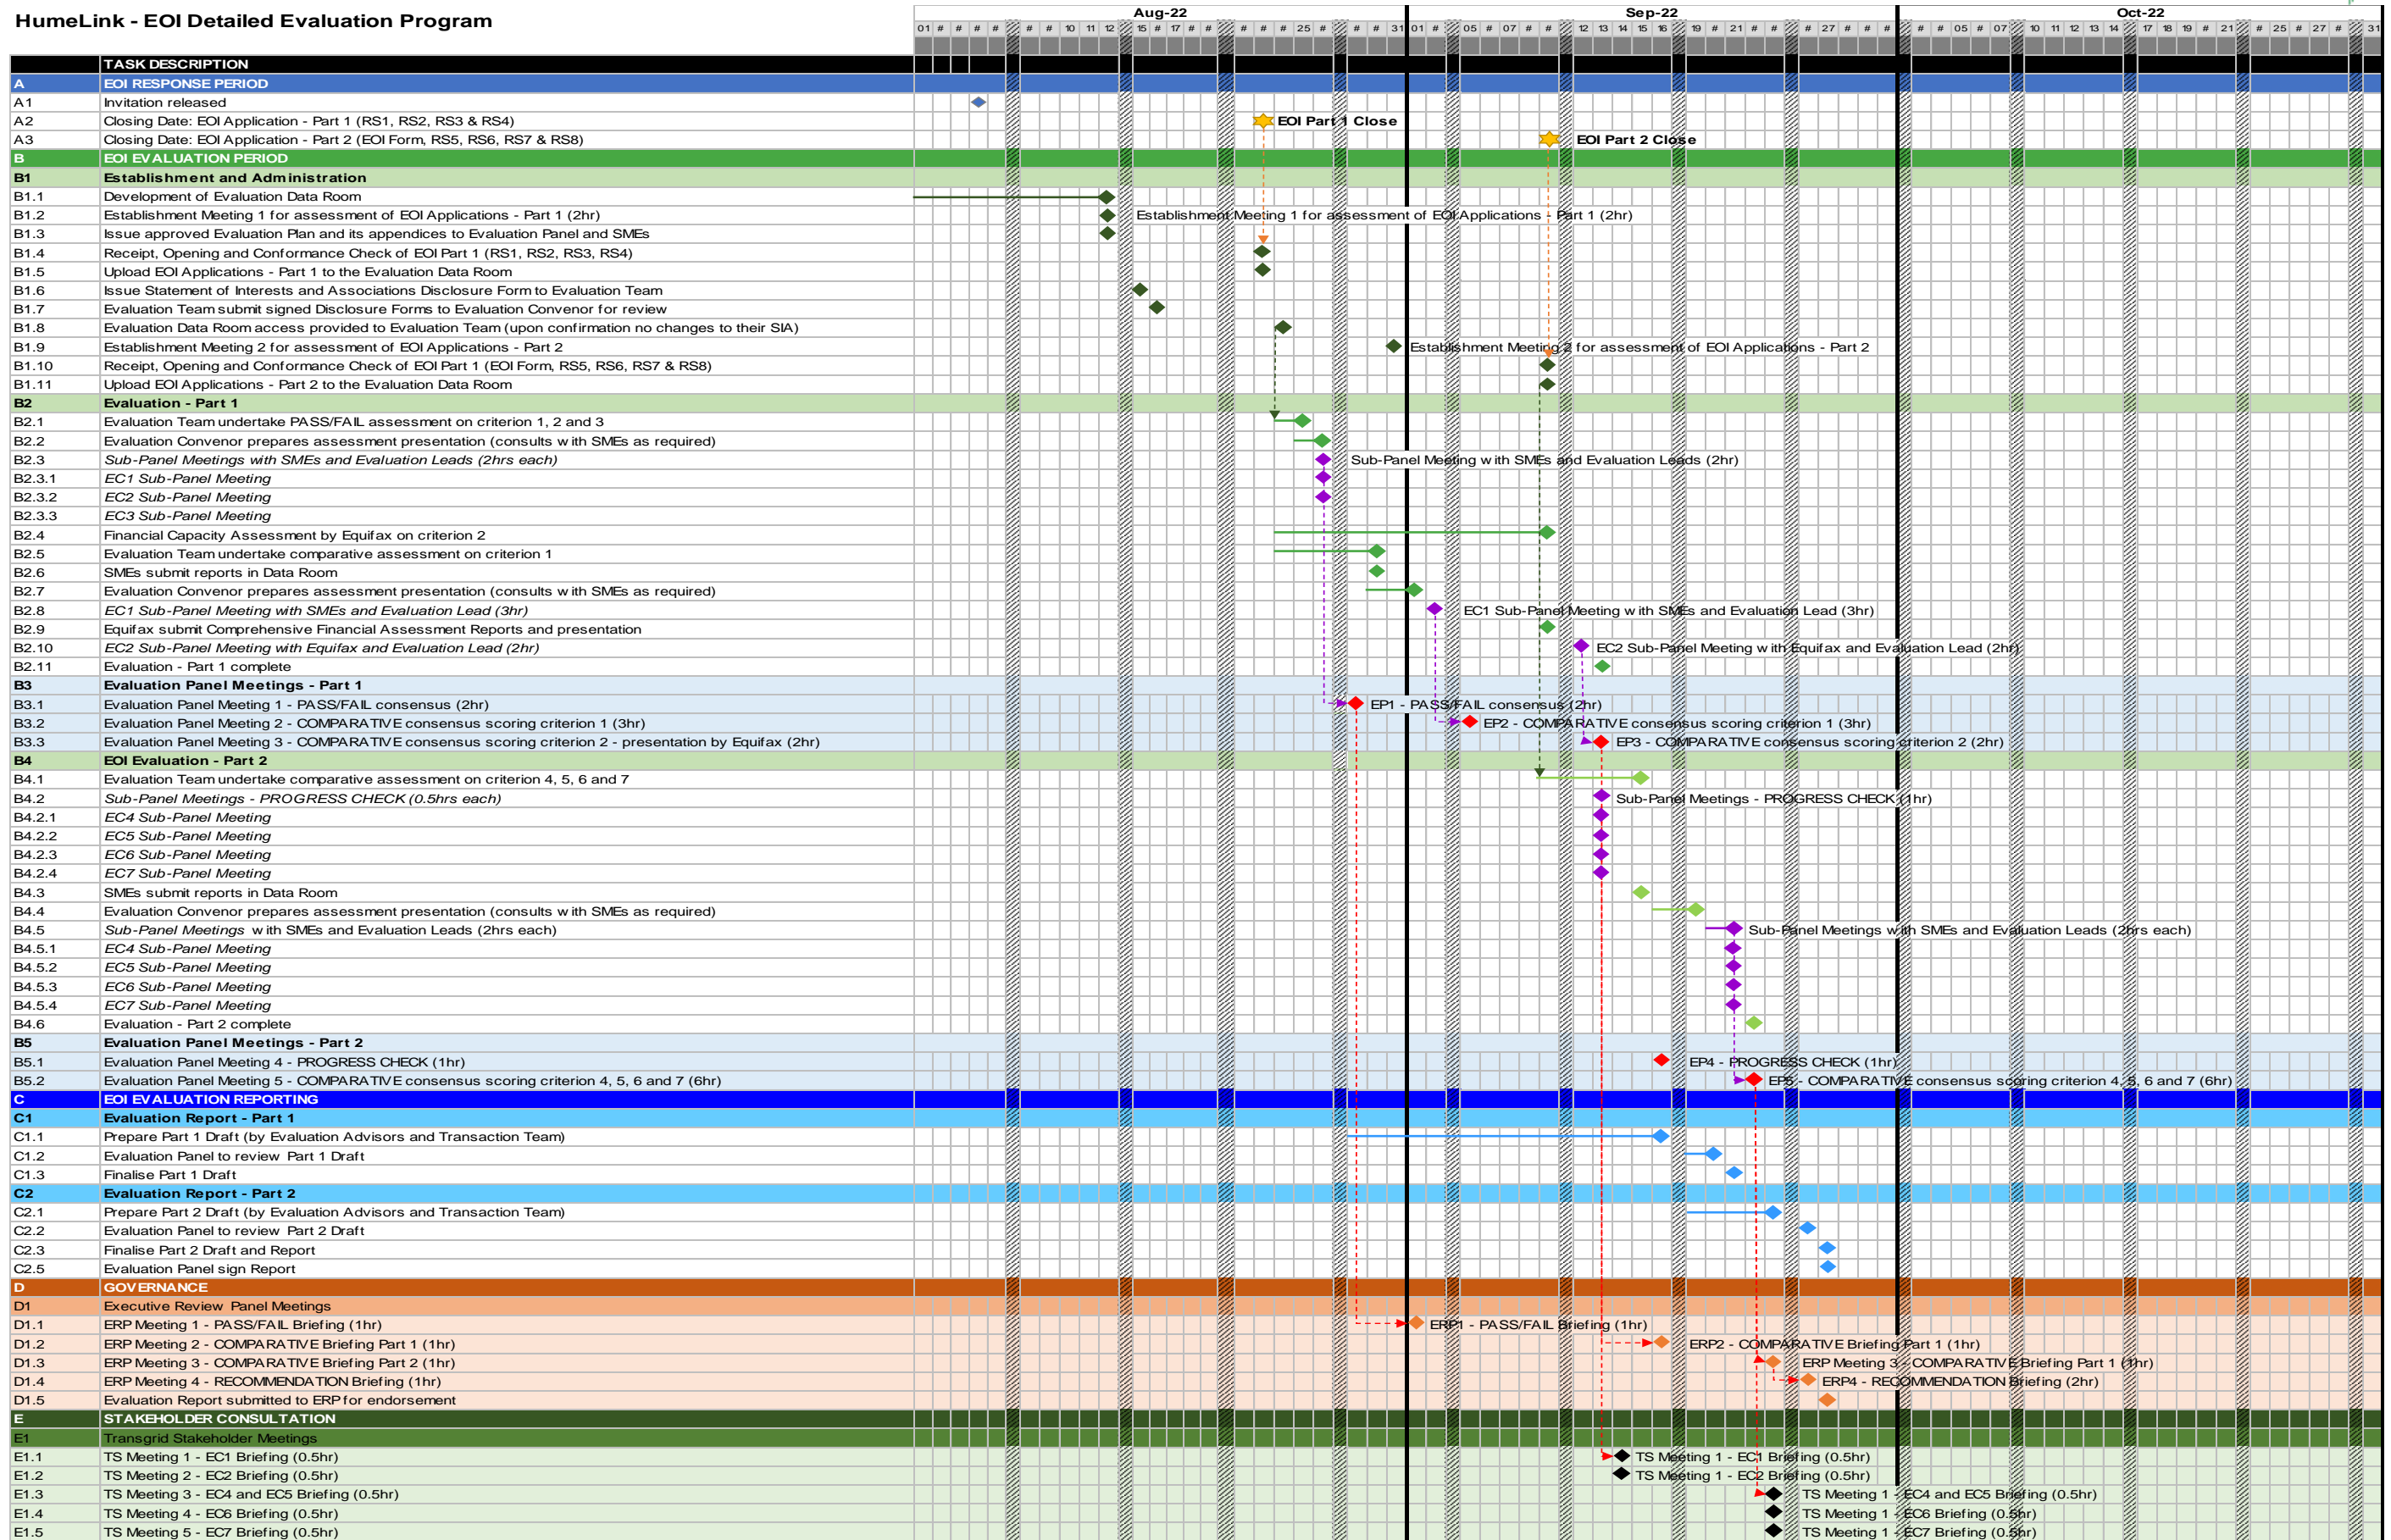 HumeLink - EOI Detailed Evaluation Program
Aug-22 Sep-22 Oct-22
01 # # # # # # 10 11 12 15 # 17 # # # # # 25 # # # 31 01 # 05 # 07 # # 12 13 14 15 16 19 # 21 # # # 27 # # # # # 05 # 07 10 11 12 13 14 17 18 19 # 21 # 25 # 27 # 31
TASK DESCRIPTION
A EOI RESPONSE PERIOD
A1 Invitation released
A2 Closing Date: EOI Application - Part 1 (RS1, RS2, RS3 & RS4) EOI Part 1 Close
A3 Closing Date: EOI Application - Part 2 (EOI Form, RS5, RS6, RS7 & RS8) EOI Part 2 Close
B EOI EVALUATION PERIOD
B1 Establishment and Administration
B1.1 Development of Evaluation Data Room
B1.2 Establishment Meeting 1 for assessment of EOI Applications - Part 1 (2hr) Establishment Meeting 1 for assessment of EOI Applications - Part 1 (2hr)
B1.3 Issue approved Evaluation Plan and its appendices to Evaluation Panel and SMEs
B1.4 Receipt, Opening and Conformance Check of EOI Part 1 (RS1, RS2, RS3, RS4)
B1.5 Upload EOI Applications - Part 1 to the Evaluation Data Room
B1.6 Issue Statement of Interests and Associations Disclosure Form to Evaluation Team
B1.7 Evaluation Team submit signed Disclosure Forms to Evaluation Convenor for review
B1.8 Evaluation Data Room access provided to Evaluation Team (upon confirmation no changes to their SIA)
B1.9 Establishment Meeting 2 for assessment of EOI Applications - Part 2 Establishment Meeting 2 for assessment of EOI Applications - Part 2
B1.10 Receipt, Opening and Conformance Check of EOI Part 1 (EOI Form, RS5, RS6, RS7 & RS8)
B1.11 Upload EOI Applications - Part 2 to the Evaluation Data Room
B2 Evaluation - Part 1
B2.1 Evaluation Team undertake PASS/FAIL assessment on criterion 1, 2 and 3
B2.2 Evaluation Convenor prepares assessment presentation (consults with SMEs as required)
B2.3 Sub-Panel Meetings with SMEs and Evaluation Leads (2hrs each) Sub-Panel Meeting with SMEs and Evaluation Leads (2hr)
B2.3.1 EC1 Sub-Panel Meeting
B2.3.2 EC2 Sub-Panel Meeting
B2.3.3 EC3 Sub-Panel Meeting
B2.4 Financial Capacity Assessment by Equifax on criterion 2
B2.5 Evaluation Team undertake comparative assessment on criterion 1
B2.6 SMEs submit reports in Data Room
B2.7 Evaluation Convenor prepares assessment presentation (consults with SMEs as required)
B2.8 EC1 Sub-Panel Meeting with SMEs and Evaluation Lead (3hr) EC1 Sub-Panel Meeting with SMEs and Evaluation Lead (3hr)
B2.9 Equifax submit Comprehensive Financial Assessment Reports and presentation
B2.10 EC2 Sub-Panel Meeting with Equifax and Evaluation Lead (2hr) EC2 Sub-Panel Meeting with Equifax and Evaluation Lead (2hr)
B2.11 Evaluation - Part 1 complete
B3 Evaluation Panel Meetings - Part 1
B3.1 Evaluation Panel Meeting 1 - PASS/FAIL consensus (2hr) EP1 - PASS/FAIL consensus (2hr)
B3.2 Evaluation Panel Meeting 2 - COMPARATIVE consensus scoring criterion 1 (3hr) EP2 - COMPARATIVE consensus scoring criterion 1 (3hr)
B3.3 Evaluation Panel Meeting 3 - COMPARATIVE consensus scoring criterion 2 - presentation by Equifax (2hr) EP3 - COMPARATIVE consensus scoring criterion 2 (2hr)
B4 EOI Evaluation - Part 2
B4.1 Evaluation Team undertake comparative assessment on criterion 4, 5, 6 and 7
B4.2 Sub-Panel Meetings - PROGRESS CHECK (0.5hrs each) Sub-Panel Meetings - PROGRESS CHECK (1hr)
B4.2.1 EC4 Sub-Panel Meeting
B4.2.2 EC5 Sub-Panel Meeting
B4.2.3 EC6 Sub-Panel Meeting
B4.2.4 EC7 Sub-Panel Meeting
B4.3 SMEs submit reports in Data Room
B4.4 Evaluation Convenor prepares assessment presentation (consults with SMEs as required)
B4.5 Sub-Panel Meetings with SMEs and Evaluation Leads (2hrs each) Sub-Panel Meetings with SMEs and Evaluation Leads (2hrs each)
B4.5.1 EC4 Sub-Panel Meeting
B4.5.2 EC5 Sub-Panel Meeting
B4.5.3 EC6 Sub-Panel Meeting
B4.5.4 EC7 Sub-Panel Meeting
B4.6 Evaluation - Part 2 complete
B5 Evaluation Panel Meetings - Part 2
B5.1 Evaluation Panel Meeting 4 - PROGRESS CHECK (1hr) EP4 - PROGRESS CHECK (1hr)
B5.2 Evaluation Panel Meeting 5 - COMPARATIVE consensus scoring criterion 4, 5, 6 and 7 (6hr) EP5 - COMPARATIVE consensus scoring criterion 4, 5, 6 and 7 (6hr)
C EOI EVALUATION REPORTING
C1 Evaluation Report - Part 1
C1.1 Prepare Part 1 Draft (by Evaluation Advisors and Transaction Team)
C1.2 Evaluation Panel to review Part 1 Draft
C1.3 Finalise Part 1 Draft
C2 Evaluation Report - Part 2
C2.1 Prepare Part 2 Draft (by Evaluation Advisors and Transaction Team)
C2.2 Evaluation Panel to review Part 2 Draft
C2.3 Finalise Part 2 Draft and Report
C2.5 Evaluation Panel sign Report
D GOVERNANCE
D1 Executive Review Panel Meetings
D1.1 ERP Meeting 1 - PASS/FAIL Briefing (1hr) ERP1 - PASS/FAIL Briefing (1hr)
D1.2 ERP Meeting 2 - COMPARATIVE Briefing Part 1 (1hr) ERP2 - COMPARATIVE Briefing Part 1 (1hr)
D1.3 ERP Meeting 3 - COMPARATIVE Briefing Part 2 (1hr) ERP Meeting 3 - COMPARATIVE Briefing Part 1 (1hr)
D1.4 ERP Meeting 4 - RECOMMENDATION Briefing (1hr) ERP4 - RECOMMENDATION Briefing (2hr)
D1.5 Evaluation Report submitted to ERP for endorsement
E STAKEHOLDER CONSULTATION
E1 Transgrid Stakeholder Meetings
E1.1 TS Meeting 1 - EC1 Briefing (0.5hr) TS Meeting 1 - EC1 Briefing (0.5hr)
E1.2 TS Meeting 2 - EC2 Briefing (0.5hr) TS Meeting 1 - EC2 Briefing (0.5hr)
E1.3 TS Meeting 3 - EC4 and EC5 Briefing (0.5hr) TS Meeting 1 - EC4 and EC5 Briefing (0.5hr)
E1.4 TS Meeting 4 - EC6 Briefing (0.5hr) TS Meeting 1 - EC6 Briefing (0.5hr)
E1.5 TS Meeting 5 - EC7 Briefing (0.5hr) TS Meeting 1 - EC7 Briefing (0.5hr)